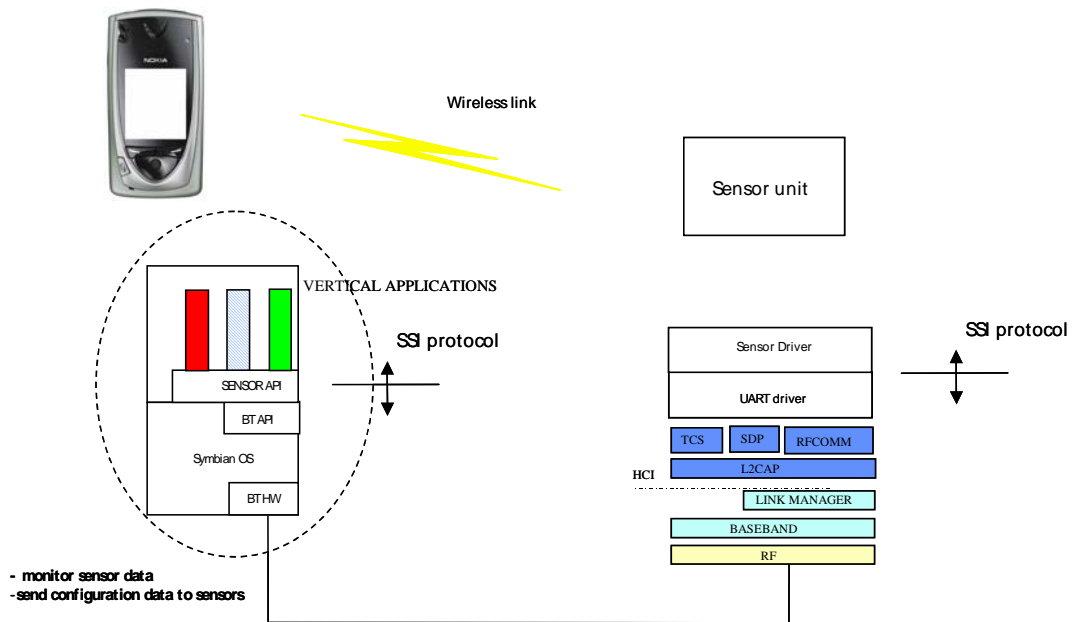 NOKIA
Wireless link
Sensor unit
VERTICAL APPLICATIONS
SSI protocol
SENSOR API
BT API
Symbian OS
BT HW
- monitor sensor data
-send configuration data to sensors
SSI protocol
Sensor Driver
UART driver
TCS
SDP
RFCOMM
L2CAP
HCI
LINK MANAGER
BASEBAND
RF